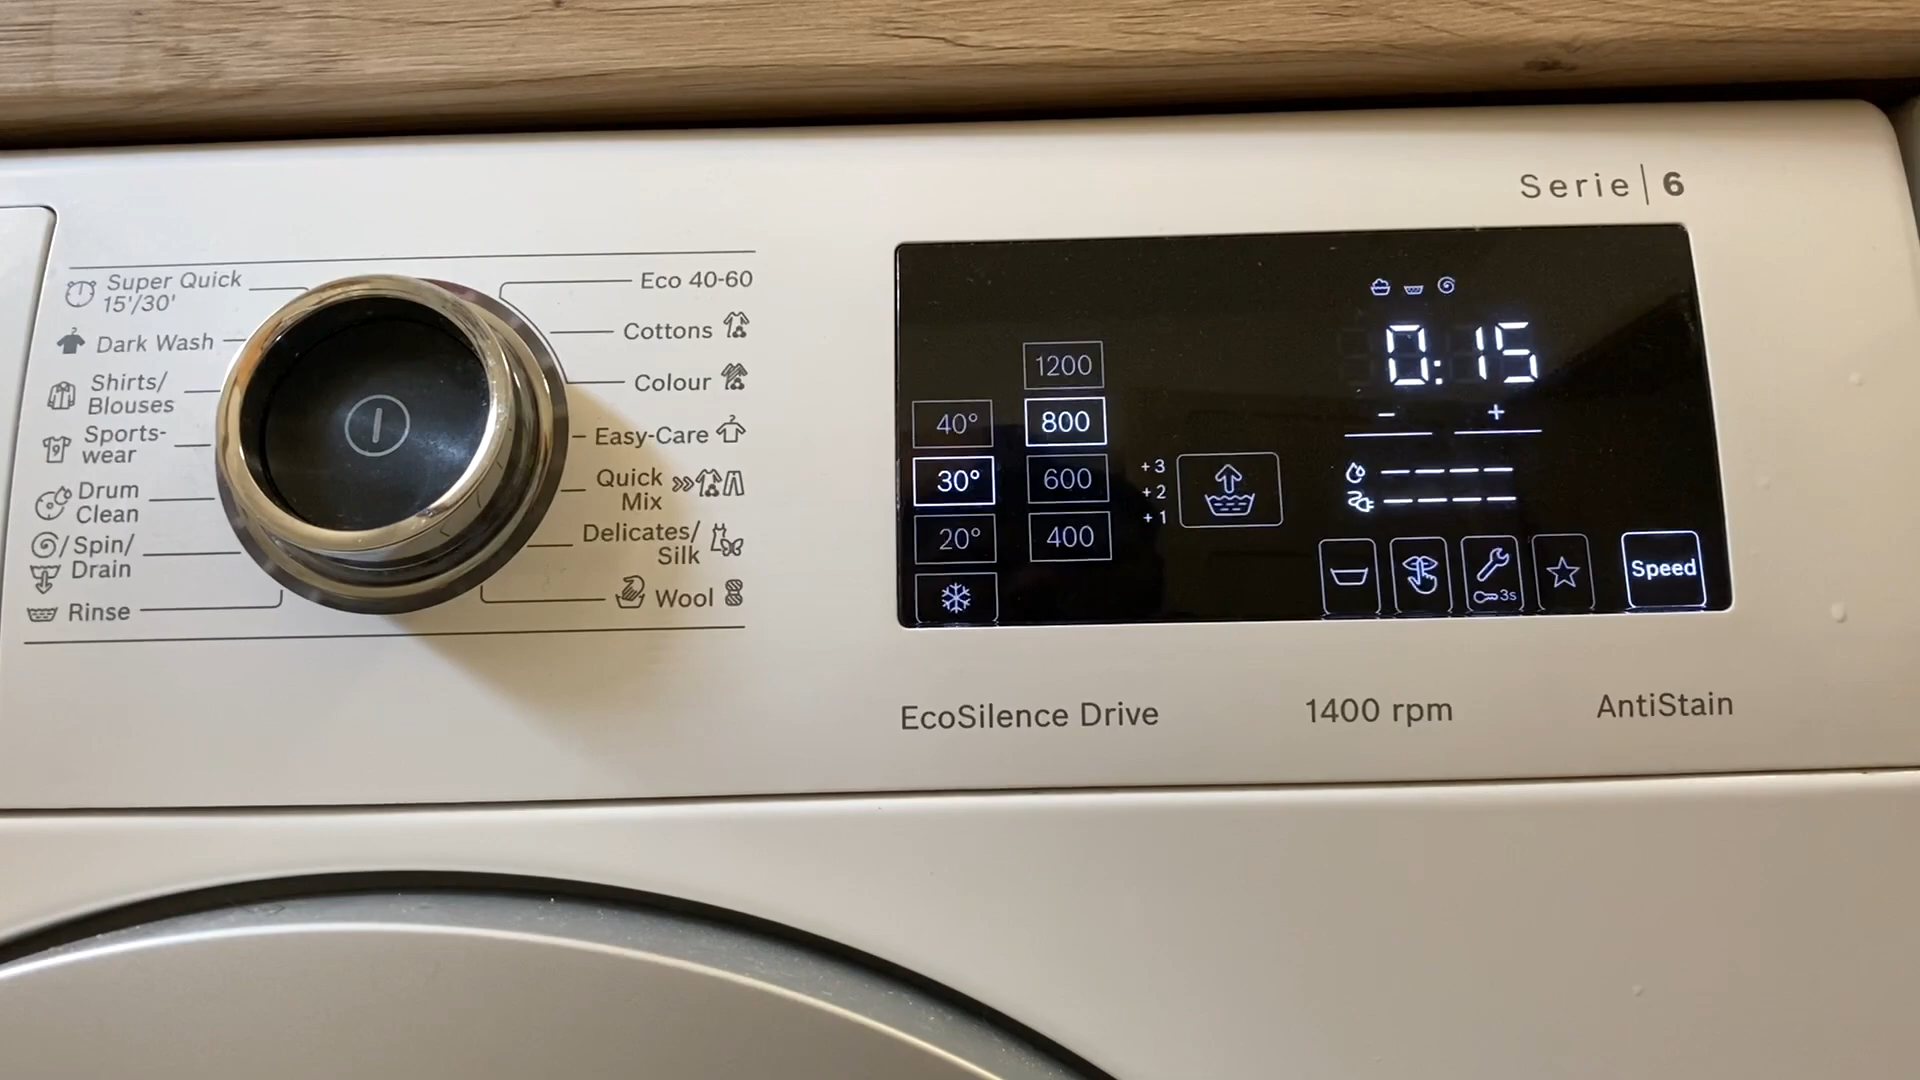 Serie | 6
Super Quick
15'/30'
Dark Wash
Shirts/
Blouses
Sports-
wear
Drum
Clean
/ Spin/
Drain
Rinse
Eco 40-60
Cottons
Colour
Easy-Care
Quick
Mix
Delicates/
Silk
Wool
0:15
- +
1200
40° 800
30° 600
20° 400
+3
+2
+1
3s
Speed
EcoSilence Drive 1400 rpm AntiStain